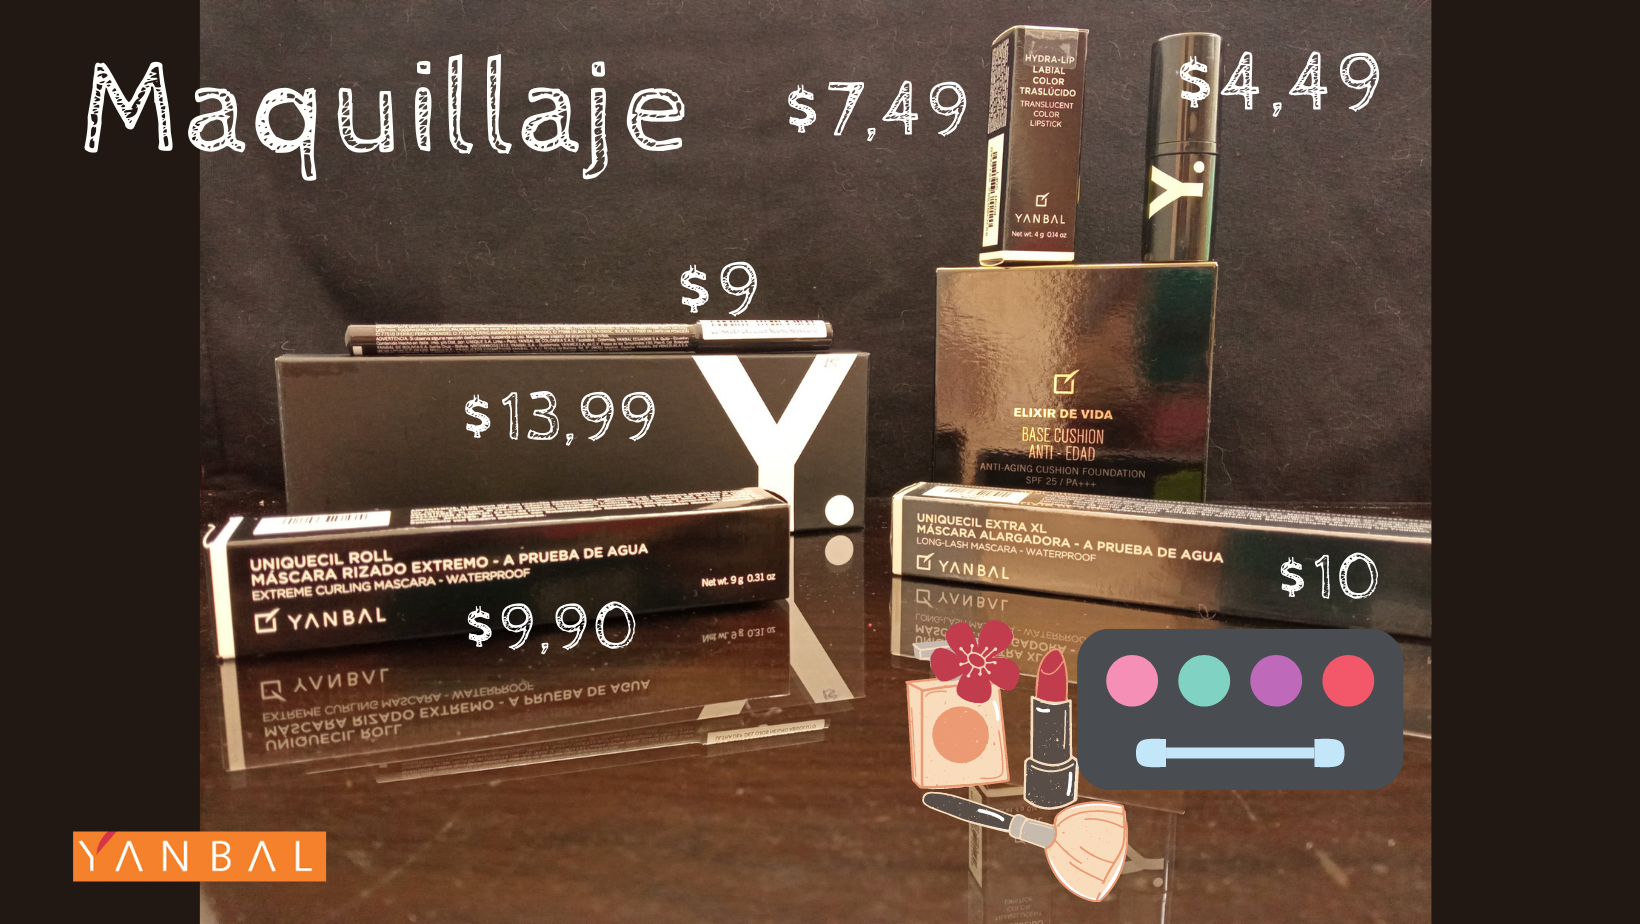 Maquillaje
$7,49
HYDRA-LIP
LABIAL
COLOR
TRASLÚCIDO
TRANSLUCENT
COLOR
LIPSTICK
YANBAL
Net wt. 4 g 0.14 oz
$4,49
Y.
$9
$13,99
Y.
ELIXIR DE VIDA
BASE CUSHION
ANTI - EDAD
ANTI-AGING CUSHION FOUNDATION
SPF 25 / PA+++
UNIQUECIL ROLL
MÁSCARA RIZADO EXTREMO - A PRUEBA DE AGUA
EXTREME CURLING MASCARA - WATERPROOF
Net wt. 9 g 0.31 oz
YANBAL
$9,90
UNIQUECIL EXTRA XL
MÁSCARA ALARGADORA - A PRUEBA DE AGUA
LONG-LASH MASCARA - WATERPROOF
YANBAL
$10
YANBAL